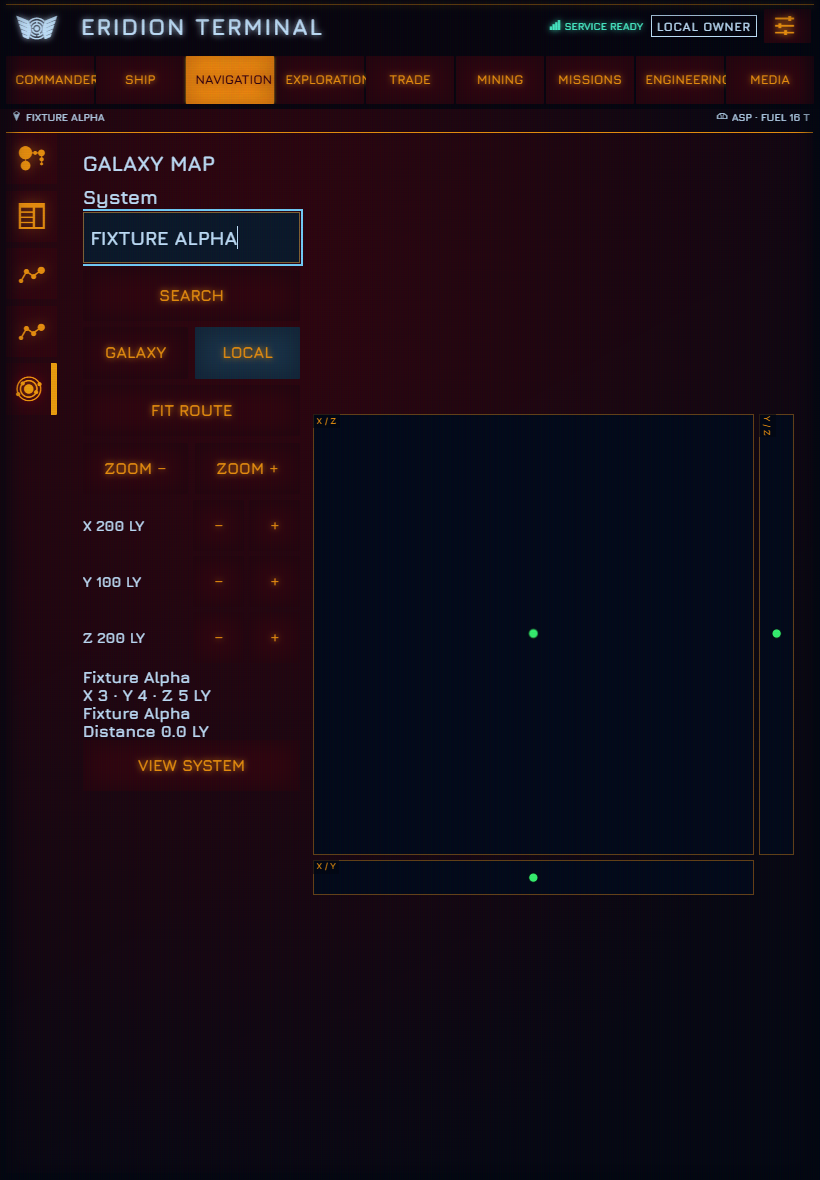 ERIDION TERMINAL
SERVICE READY
LOCAL OWNER
COMMANDER
SHIP
NAVIGATION
EXPLORATION
TRADE
MINING
MISSIONS
ENGINEERING
MEDIA
FIXTURE ALPHA
ASP · FUEL 16 T
GALAXY MAP
System
FIXTURE ALPHA
SEARCH
GALAXY
LOCAL
FIT ROUTE
ZOOM −
ZOOM +
X 200 LY
−
+
Y 100 LY
−
+
Z 200 LY
−
+
Fixture Alpha
X 3 · Y 4 · Z 5 LY
Fixture Alpha
Distance 0.0 LY
VIEW SYSTEM
X / Z
Y / Z
X / Y